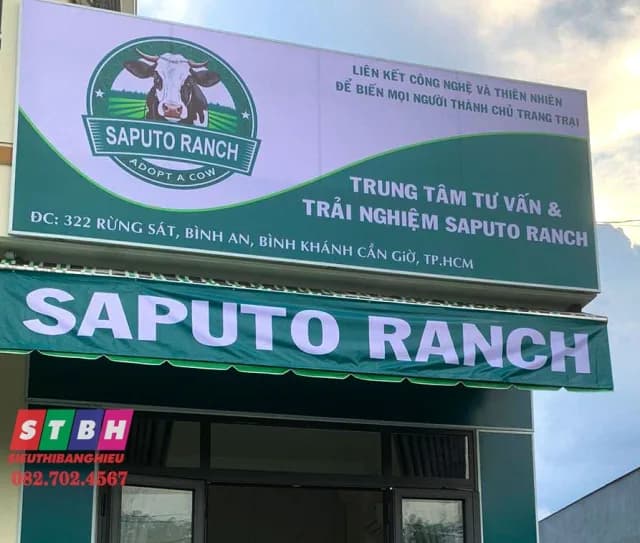 SAPUTO RANCH
ADOPT A COW
LIÊN KẾT CÔNG NGHỆ VÀ THIÊN NHIÊN
ĐỂ BIẾN MỌI NGƯỜI THÀNH CHỦ TRANG TRẠI
TRUNG TÂM TƯ VẤN &
TRẢI NGHIỆM SAPUTO RANCH
ĐC: 322 RỪNG SÁT, BÌNH AN, BÌNH KHÁNH CẦN GIỜ, TP.HCM
SAPUTO RANCH
STBH
SIEUTHIBANGHIEU
082.702.4567